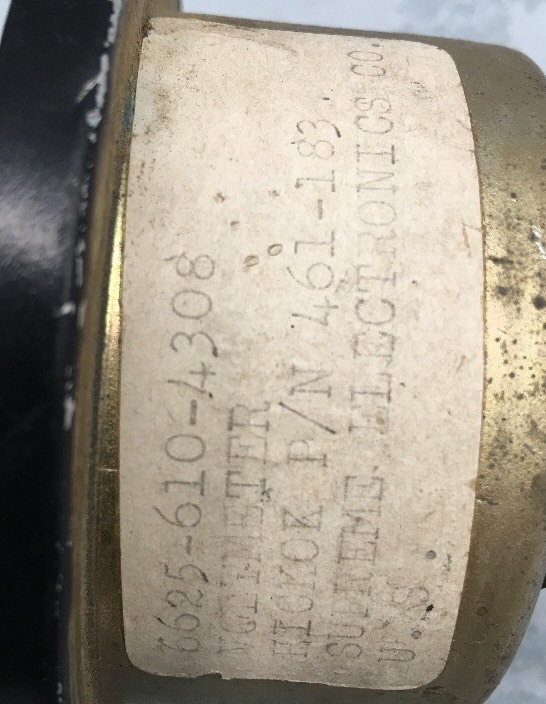 6625-610-4308
VOLTMETER
HICKOK P/N 461-183
SUPREME ELECTRONICS CO.
U.S.